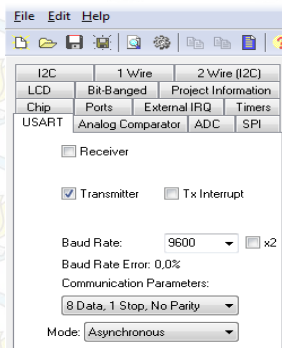 File Edit Help
I2C 1 Wire 2 Wire (I2C)
LCD Bit-Banged Project Information
Chip Ports External IRQ Timers
USART Analog Comparator ADC SPI
Receiver
Transmitter Tx Interrupt
Baud Rate: 9600 x2
Baud Rate Error: 0,0%
Communication Parameters:
8 Data, 1 Stop, No Parity
Mode: Asynchronous